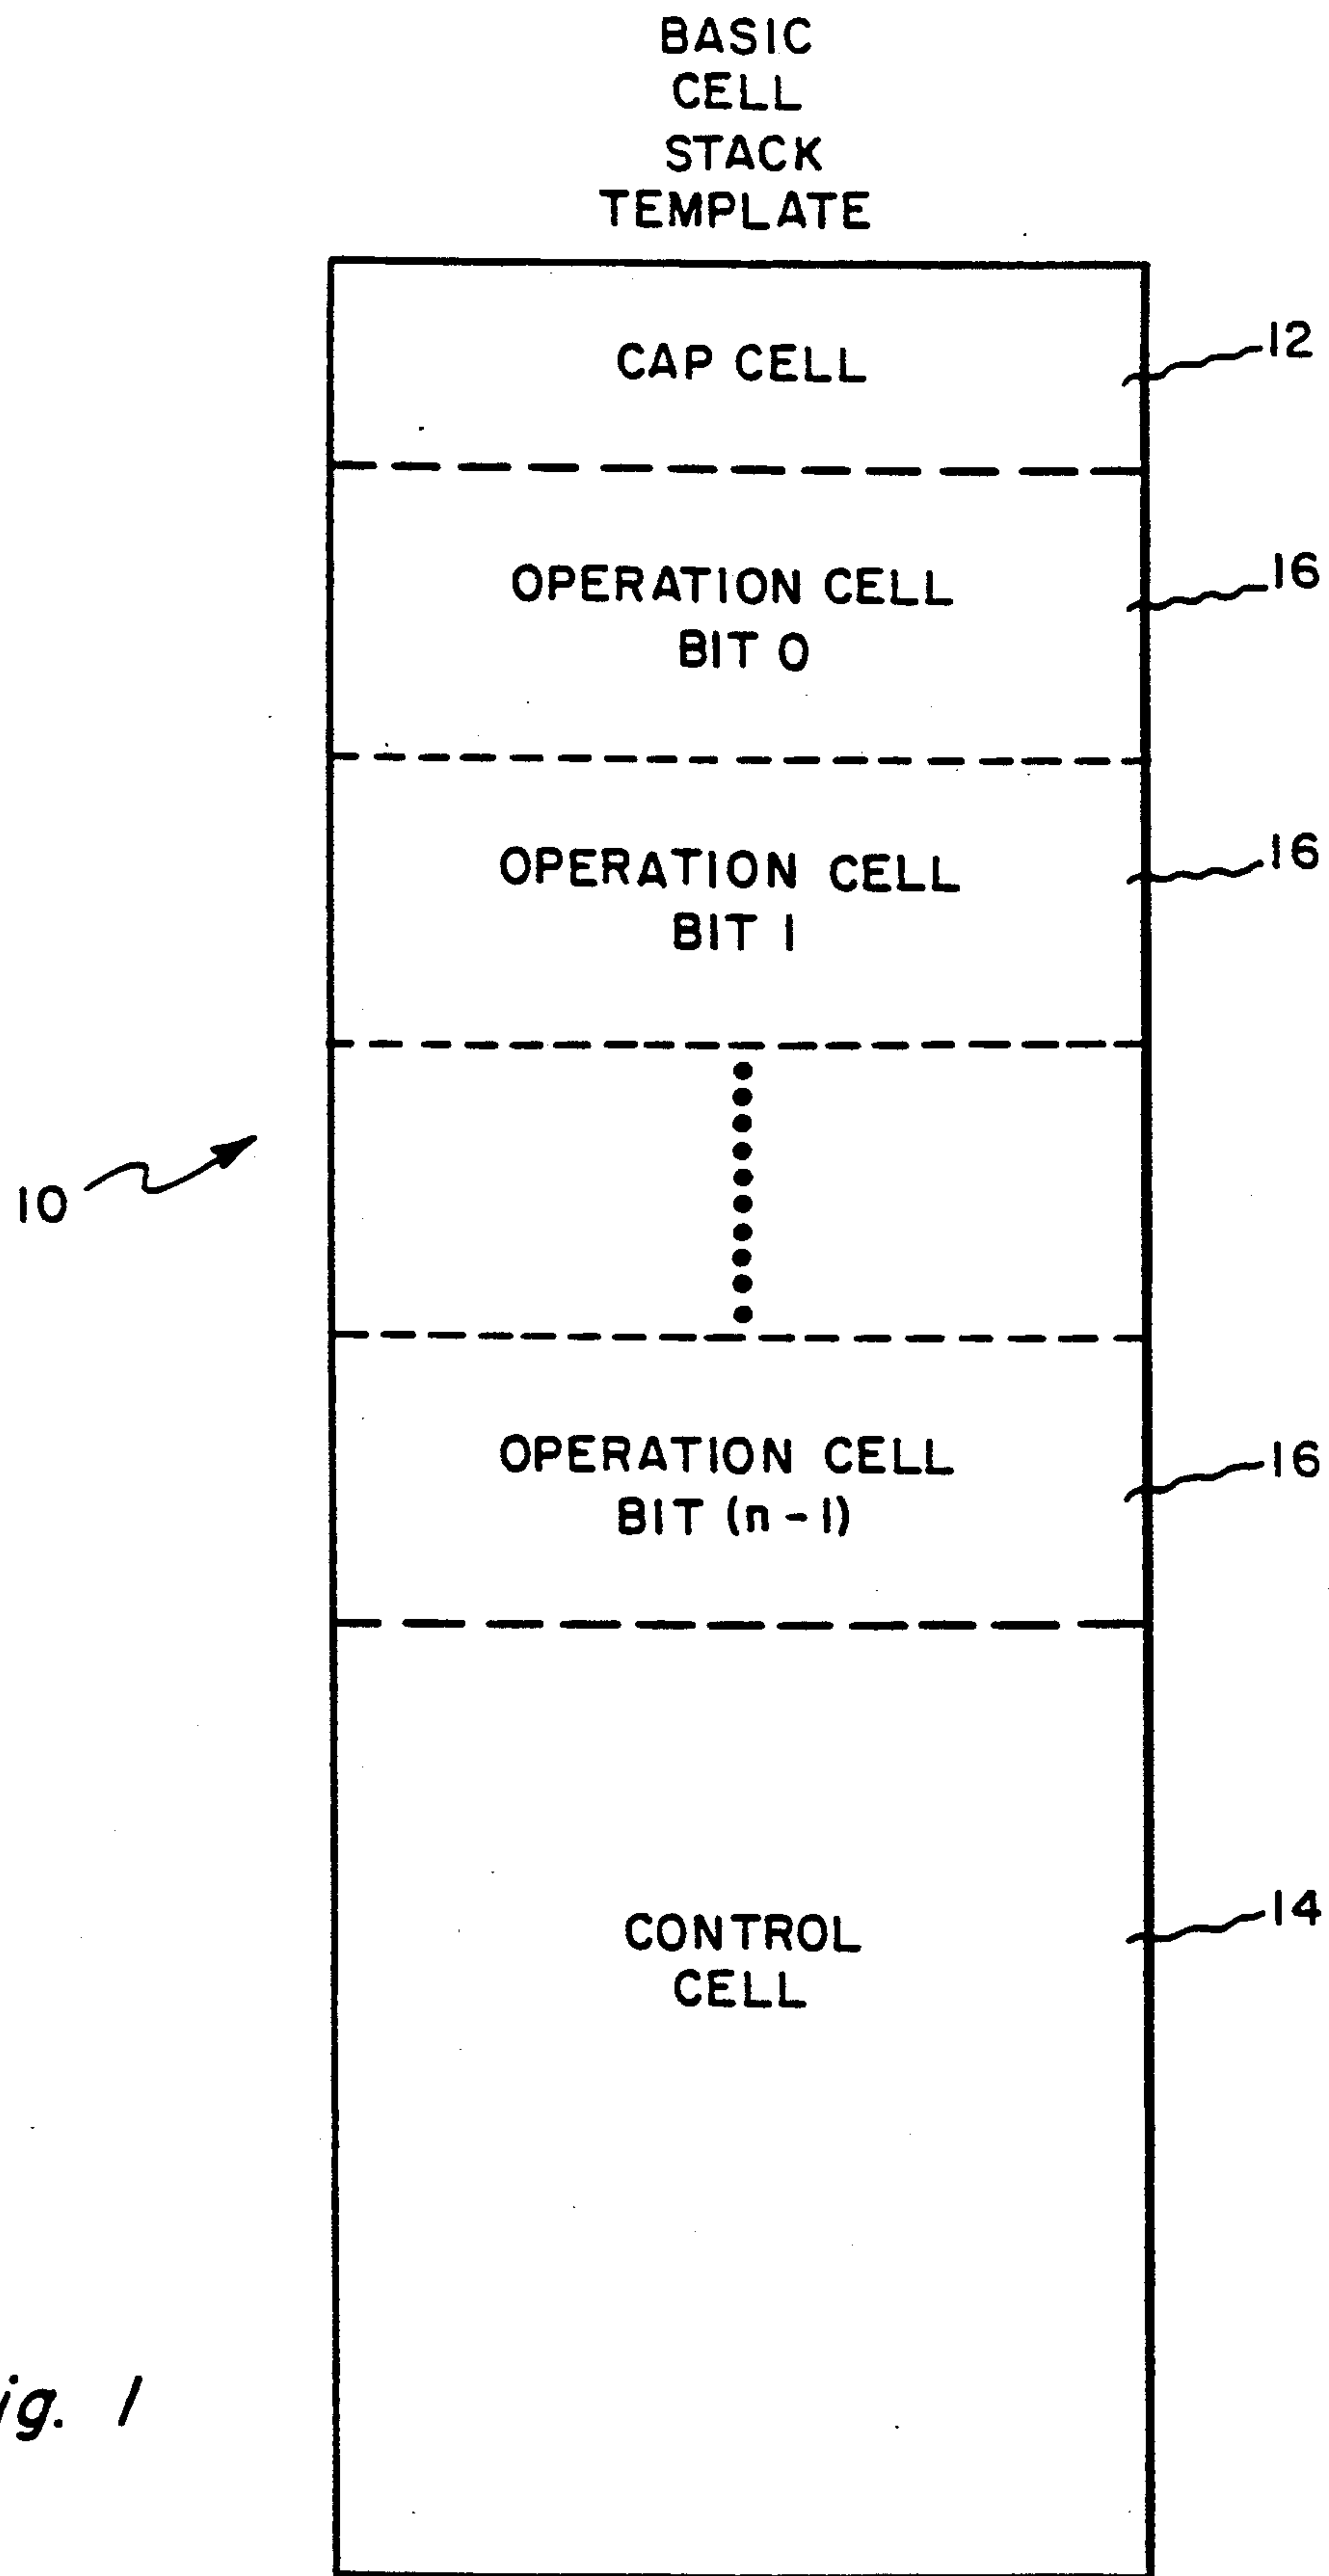 BASIC
CELL
STACK
TEMPLATE
CAP CELL
12
OPERATION CELL
BIT 0
16
OPERATION CELL
BIT 1
16
10
OPERATION CELL
BIT (n-1)
16
CONTROL
CELL
14
ig. 1